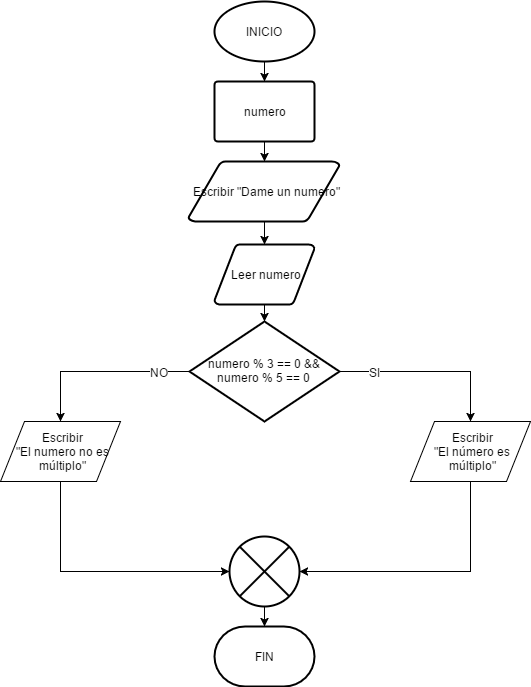 INICIO
numero
Escribir "Dame un numero"
Leer numero
numero % 3 == 0 &&
numero % 5 == 0
NO
SI
Escribir
"El numero no es
múltiplo"
Escribir
"El número es
múltiplo"
FIN